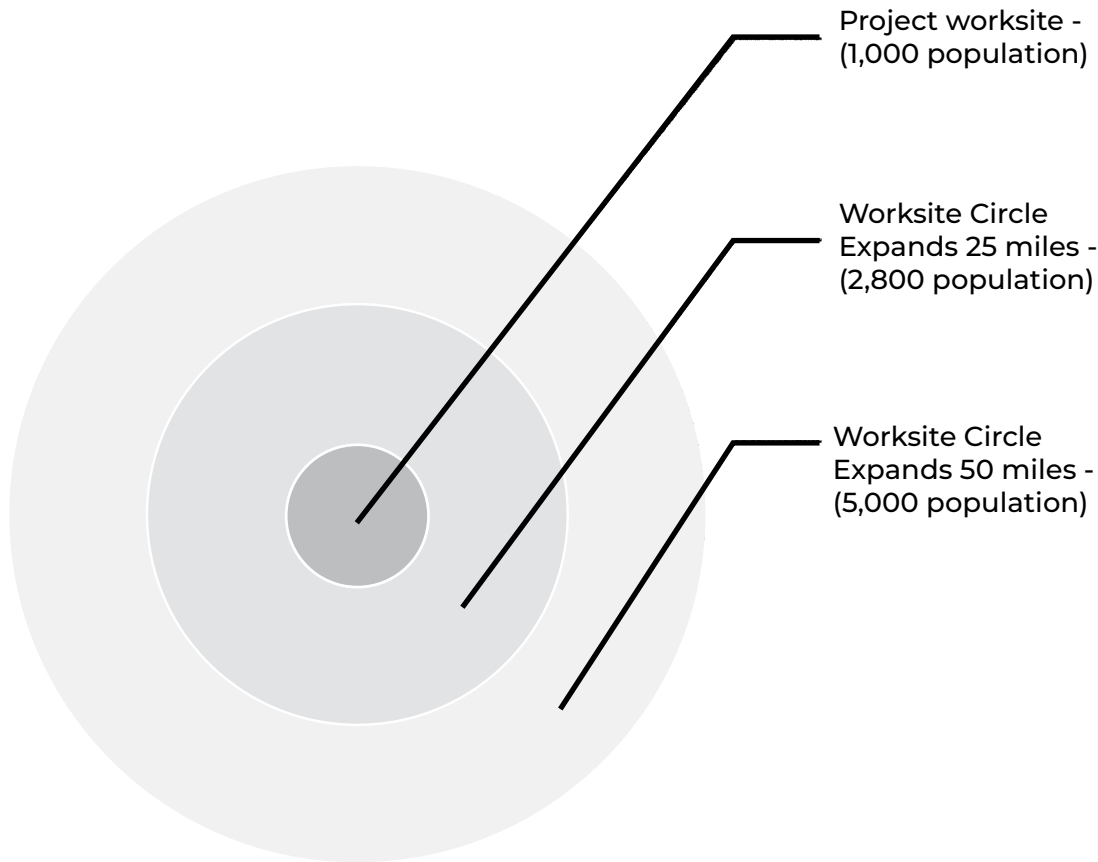 Project worksite -
(1,000 population)
Worksite Circle
Expands 25 miles -
(2,800 population)
Worksite Circle
Expands 50 miles -
(5,000 population)